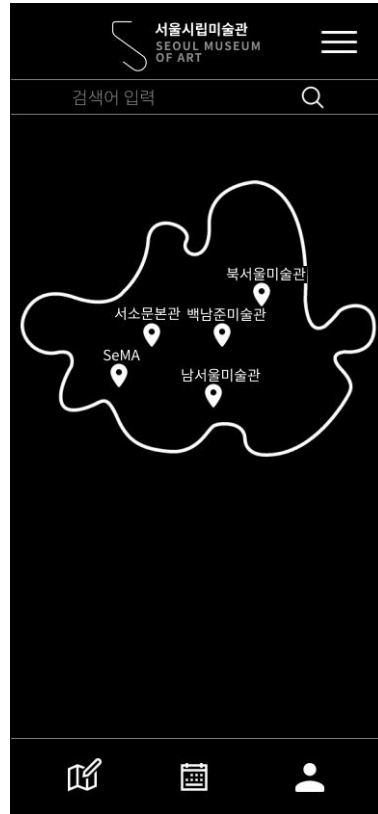 서울시립미술관
SEOUL MUSEUM
OF ART
검색어 입력
북서울미술관
서소문본관 백남준미술관
SeMA
남서울미술관